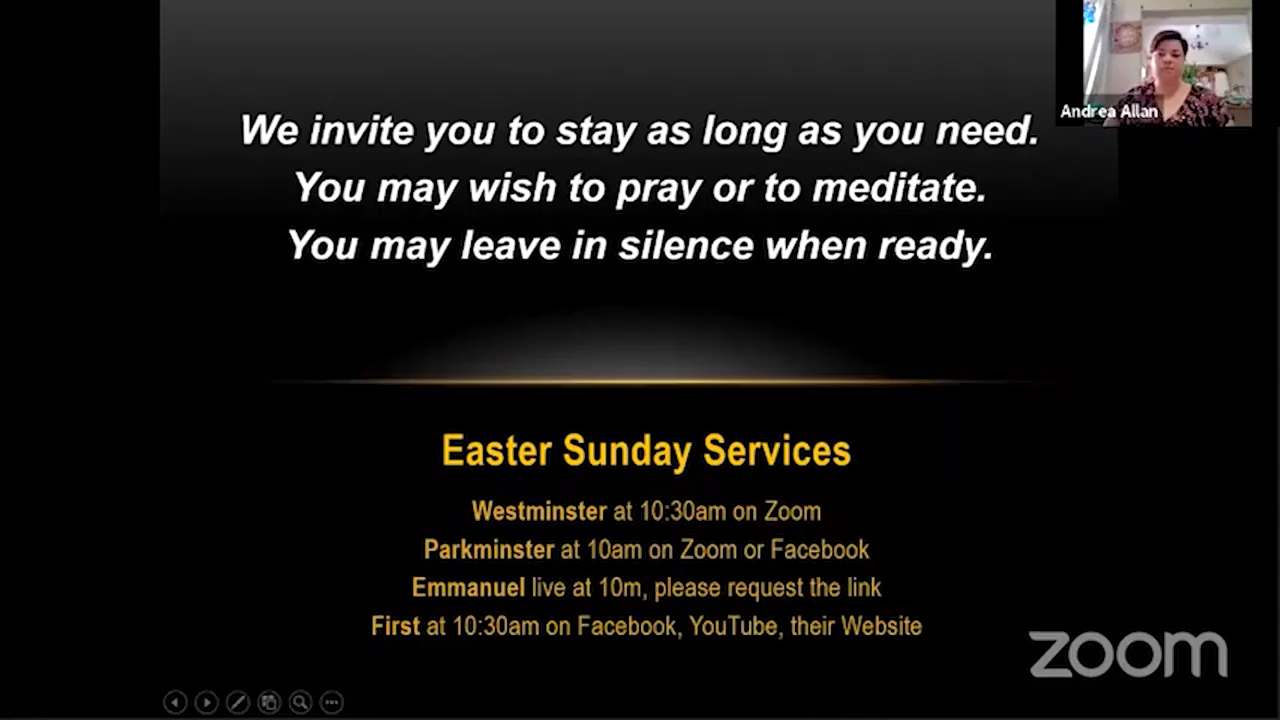 We invite you to stay as long as you need.
You may wish to pray or to meditate.
You may leave in silence when ready.
Andrea Allan
Easter Sunday Services
Westminster at 10:30am on Zoom
Parkminster at 10am on Zoom or Facebook
Emmanuel live at 10m, please request the link
First at 10:30am on Facebook, YouTube, their Website
zoom